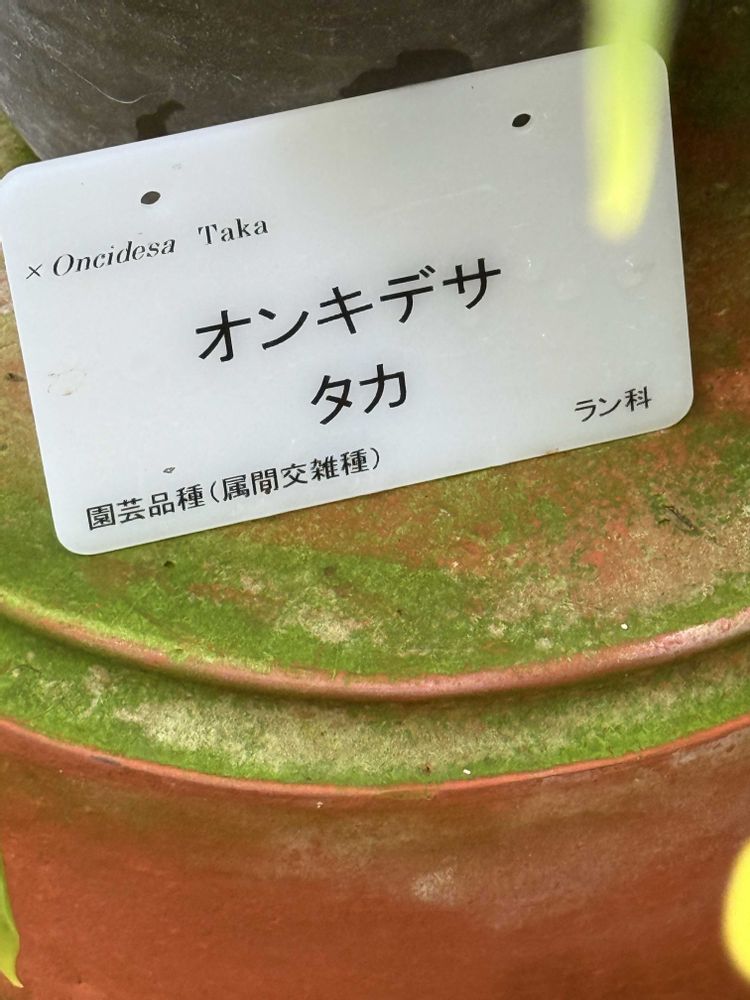 × Oncidesa Taka
オンキデサ
タカ
ラン科
園芸品種(属間交雑種)